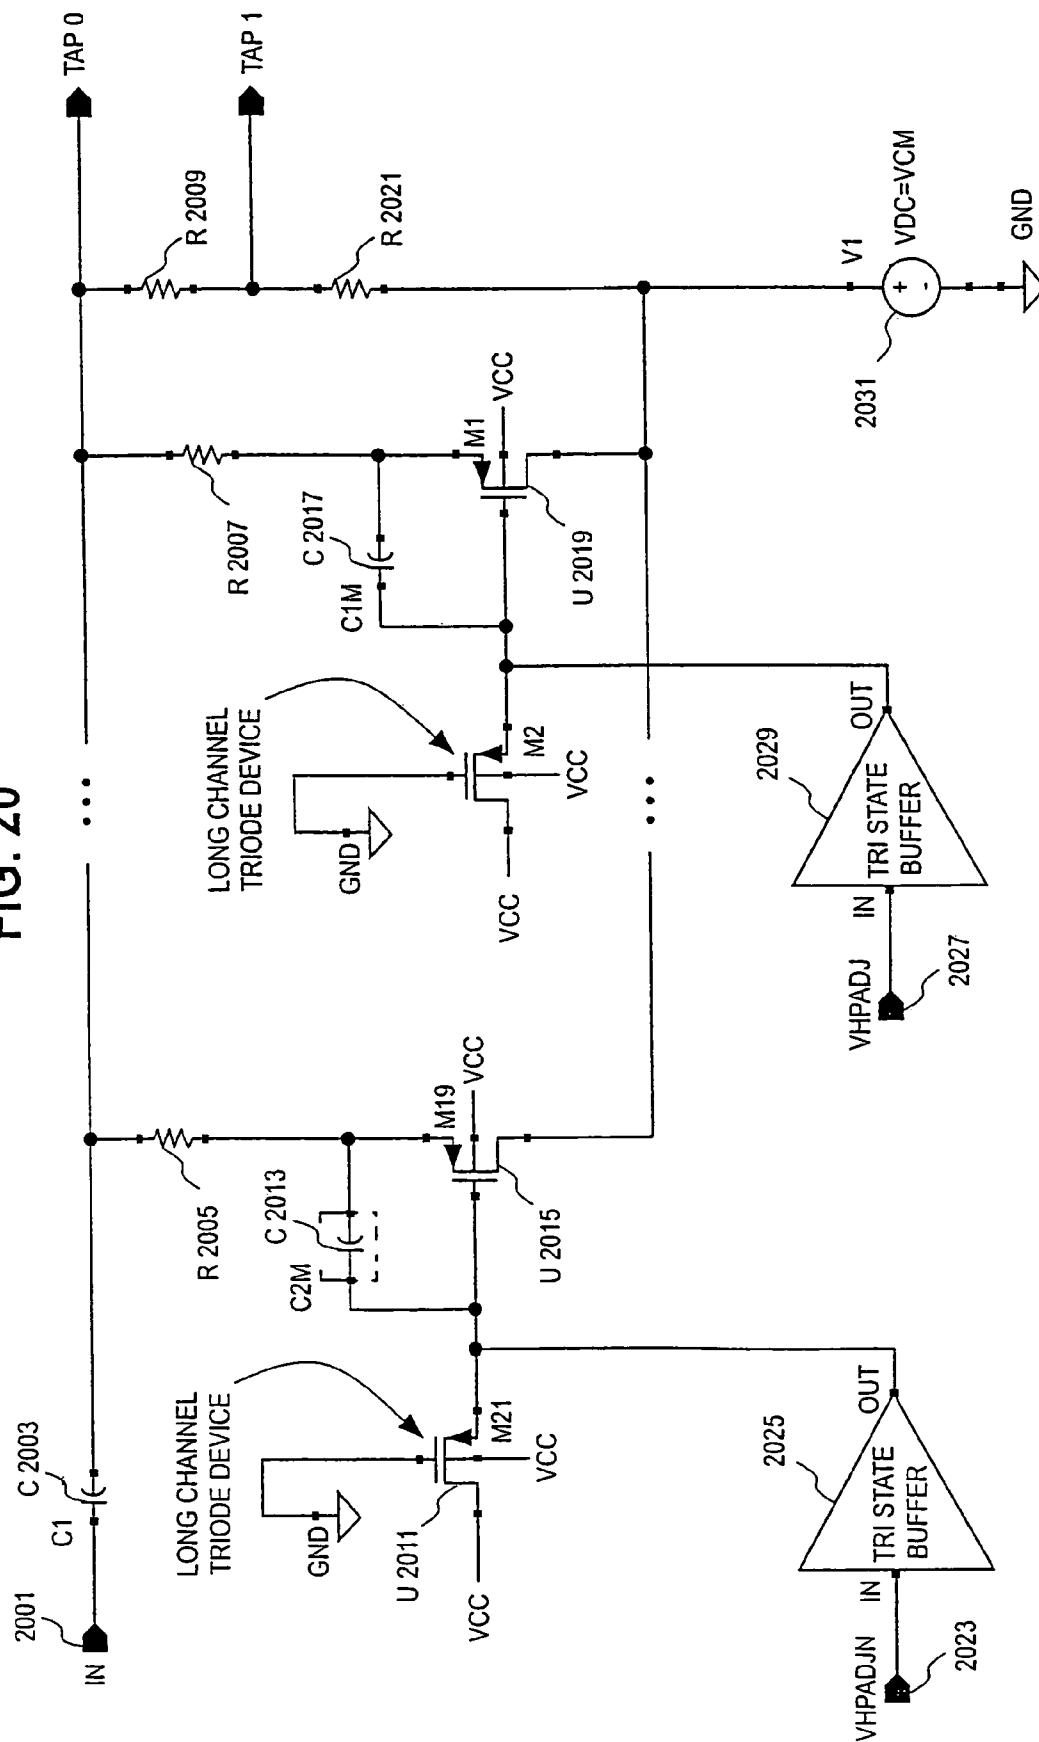 FIG. 20
2001
IN
C1
C 2003
R 2005
LONG CHANNEL
TRIODE DEVICE
GND
U 2011
VCC
VCC
M21
C2M
C 2013
M19
VCC
U 2015
VHPADJN
2023
IN
TRI STATE
BUFFER
OUT
2025
LONG CHANNEL
TRIODE DEVICE
GND
VCC
VCC
M2
C1M
C 2017
R 2007
M1
VCC
U 2019
VHPADJ
2027
IN
TRI STATE
BUFFER
OUT
2029
TAP 0
R 2009
TAP 1
R 2021
V1
VDC=VCM
+
-
2031
GND